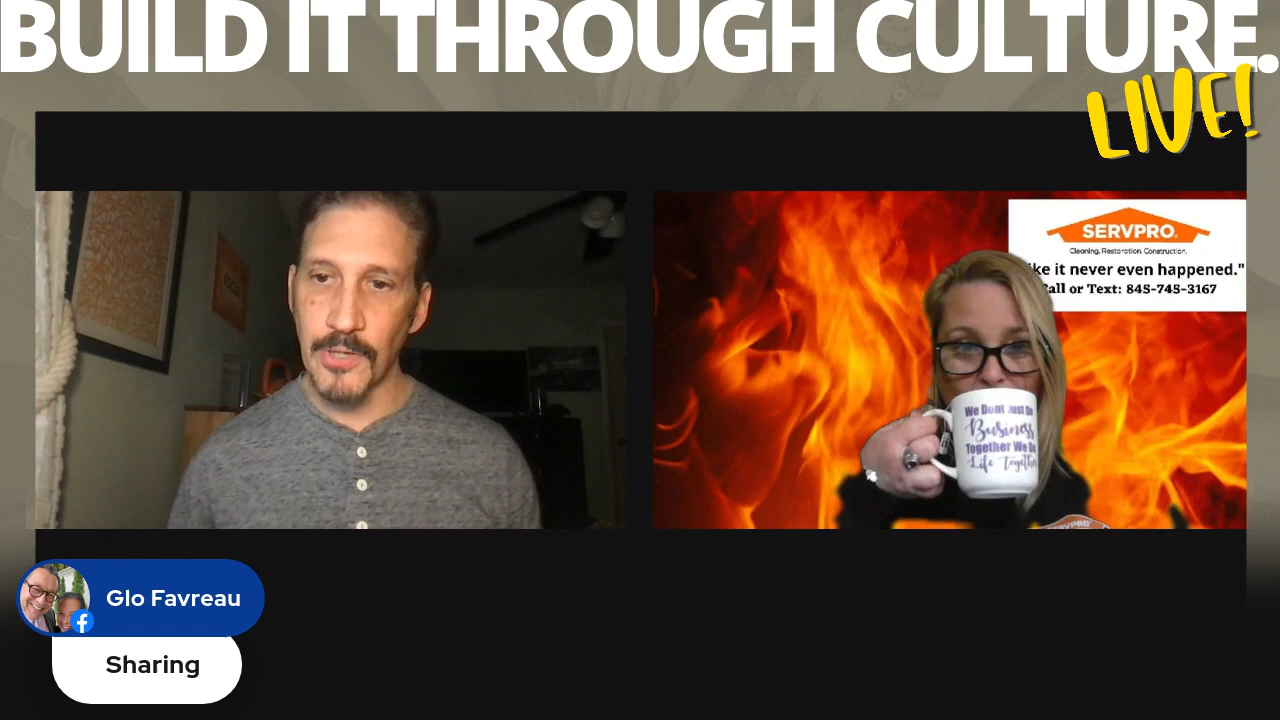 BUILD IT THROUGH CULTURE.
LIVE!
SERVPRO
Cleaning. Restoration. Construction.
ike it never even happened."
Call or Text: 845-745-3167
We Dont Just Do
Business
Together We Do
Life Together
SERVPRO
Glo Favreau
Sharing